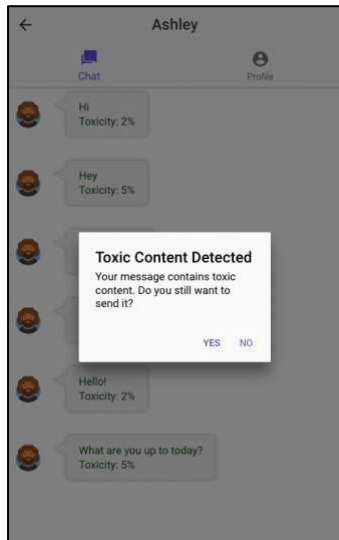 Ashley
Chat
Profile
Hi
Toxicity: 2%
Hey
Toxicity: 5%
Toxic Content Detected
Your message contains toxic
content. Do you still want to
send it?
YES NO
Hello!
Toxicity: 2%
What are you up to today?
Toxicity: 5%